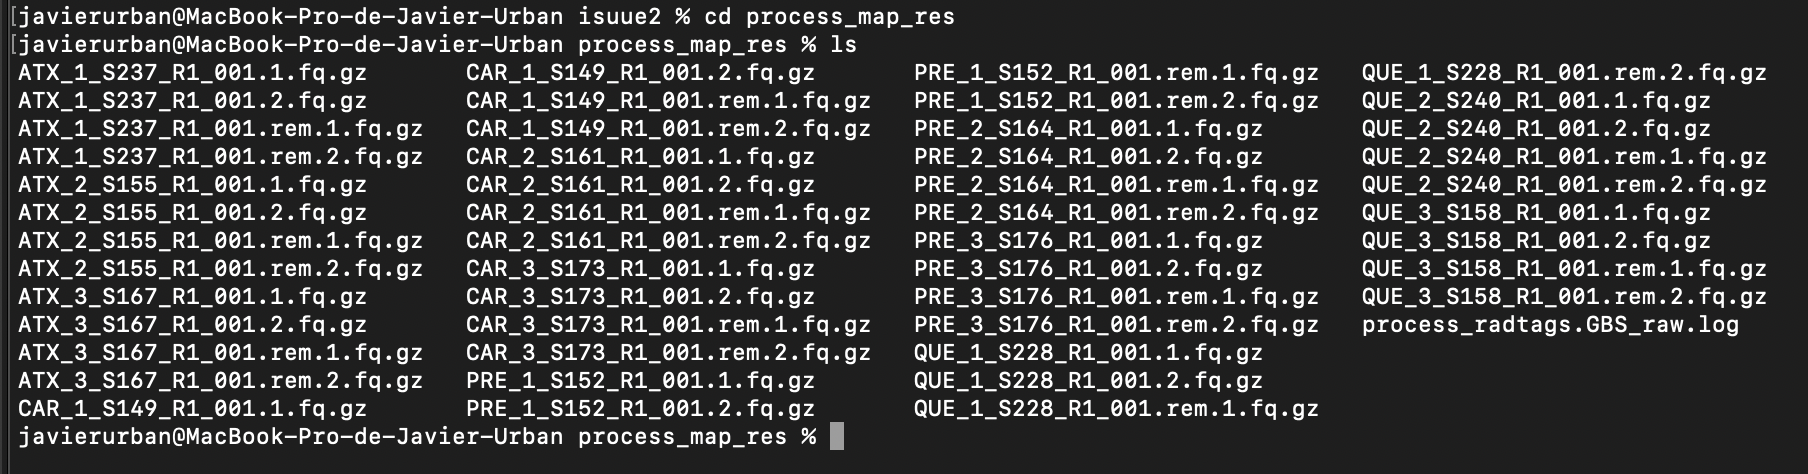 [javierurban@MacBook-Pro-de-Javier-Urban isuue2 % cd process_map_res
[javierurban@MacBook-Pro-de-Javier-Urban process_map_res % ls
ATX_1_S237_R1_001.1.fq.gz CAR_1_S149_R1_001.2.fq.gz PRE_1_S152_R1_001.rem.1.fq.gz QUE_1_S228_R1_001.rem.2.fq.gz
ATX_1_S237_R1_001.2.fq.gz CAR_1_S149_R1_001.rem.1.fq.gz PRE_1_S152_R1_001.rem.2.fq.gz QUE_2_S240_R1_001.1.fq.gz
ATX_1_S237_R1_001.rem.1.fq.gz CAR_1_S149_R1_001.rem.2.fq.gz PRE_2_S164_R1_001.1.fq.gz QUE_2_S240_R1_001.2.fq.gz
ATX_1_S237_R1_001.rem.2.fq.gz CAR_2_S161_R1_001.1.fq.gz PRE_2_S164_R1_001.2.fq.gz QUE_2_S240_R1_001.rem.1.fq.gz
ATX_2_S155_R1_001.1.fq.gz CAR_2_S161_R1_001.2.fq.gz PRE_2_S164_R1_001.rem.1.fq.gz QUE_2_S240_R1_001.rem.2.fq.gz
ATX_2_S155_R1_001.2.fq.gz CAR_2_S161_R1_001.rem.1.fq.gz PRE_2_S164_R1_001.rem.2.fq.gz QUE_3_S158_R1_001.1.fq.gz
ATX_2_S155_R1_001.rem.1.fq.gz CAR_2_S161_R1_001.rem.2.fq.gz PRE_3_S176_R1_001.1.fq.gz QUE_3_S158_R1_001.2.fq.gz
ATX_2_S155_R1_001.rem.2.fq.gz CAR_3_S173_R1_001.1.fq.gz PRE_3_S176_R1_001.2.fq.gz QUE_3_S158_R1_001.rem.1.fq.gz
ATX_3_S167_R1_001.1.fq.gz CAR_3_S173_R1_001.2.fq.gz PRE_3_S176_R1_001.rem.1.fq.gz QUE_3_S158_R1_001.rem.2.fq.gz
ATX_3_S167_R1_001.2.fq.gz CAR_3_S173_R1_001.rem.1.fq.gz PRE_3_S176_R1_001.rem.2.fq.gz process_radtags.GBS_raw.log
ATX_3_S167_R1_001.rem.1.fq.gz CAR_3_S173_R1_001.rem.2.fq.gz QUE_1_S228_R1_001.1.fq.gz
ATX_3_S167_R1_001.rem.2.fq.gz PRE_1_S152_R1_001.1.fq.gz QUE_1_S228_R1_001.2.fq.gz
CAR_1_S149_R1_001.1.fq.gz PRE_1_S152_R1_001.2.fq.gz QUE_1_S228_R1_001.rem.1.fq.gz
javierurban@MacBook-Pro-de-Javier-Urban process_map_res %